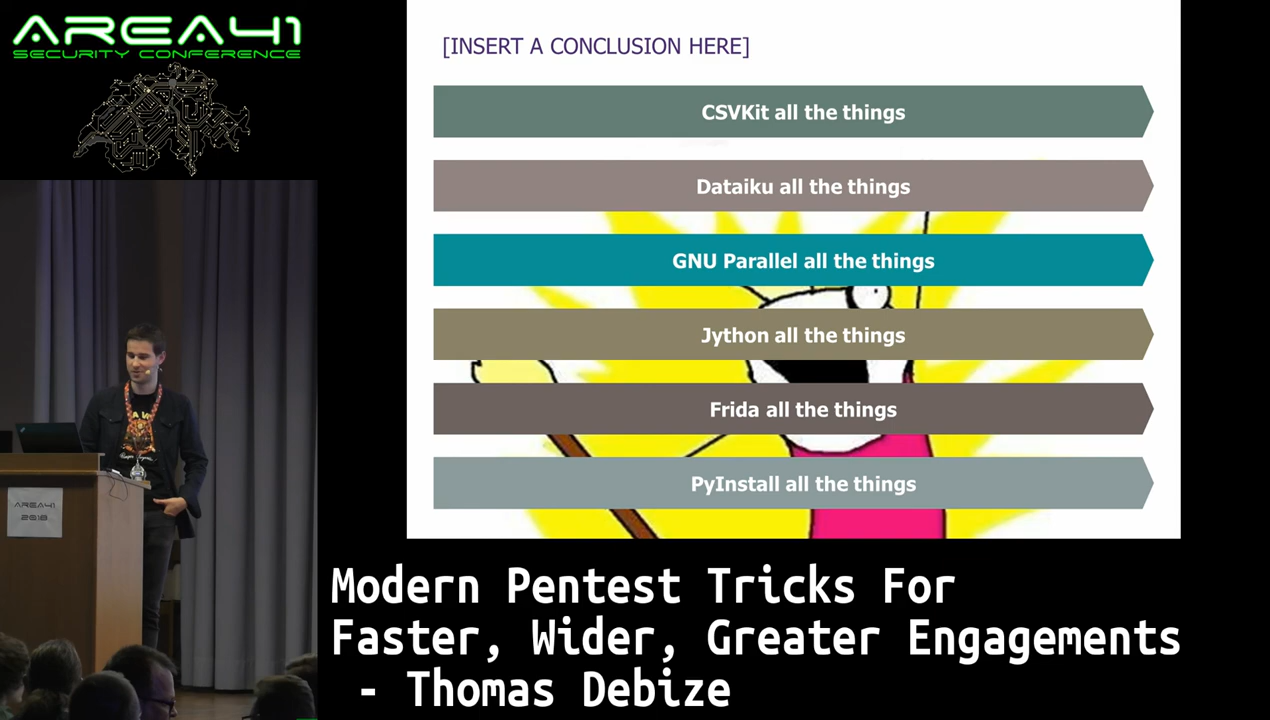 AREA41
SECURITY CONFERENCE
[INSERT A CONCLUSION HERE]
CSVKit all the things
Dataiku all the things
GNU Parallel all the things
Jython all the things
Frida all the things
PyInstall all the things
AREA41
2018
Modern Pentest Tricks For
Faster, Wider, Greater Engagements
- Thomas Debize